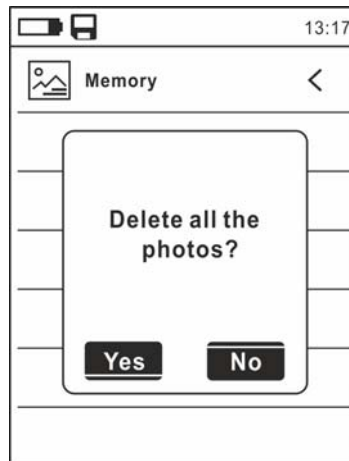 13:17
Memory
Delete all the
photos?
Yes No